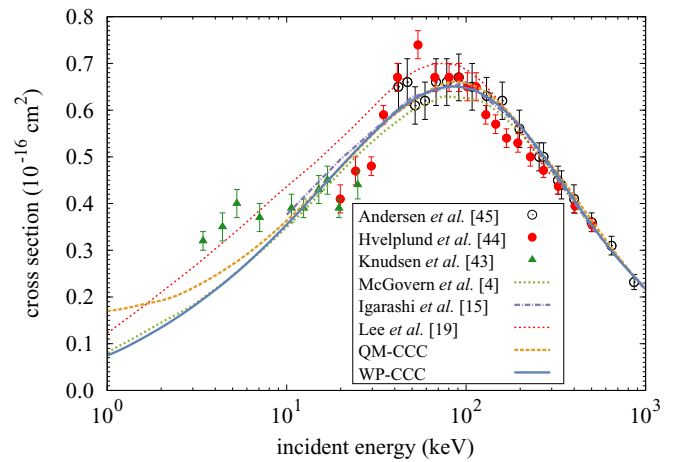 0.8
0.7
0.6
0.5
0.4
0.3
0.2
0.1
0.0
cross section (10⁻¹⁶ cm²)
Andersen et al. [45]
Hvelplund et al. [44]
Knudsen et al. [43]
McGovern et al. [4]
Igarashi et al. [15]
Lee et al. [19]
QM-CCC
WP-CCC
10⁰
10¹
10²
10³
incident energy (keV)